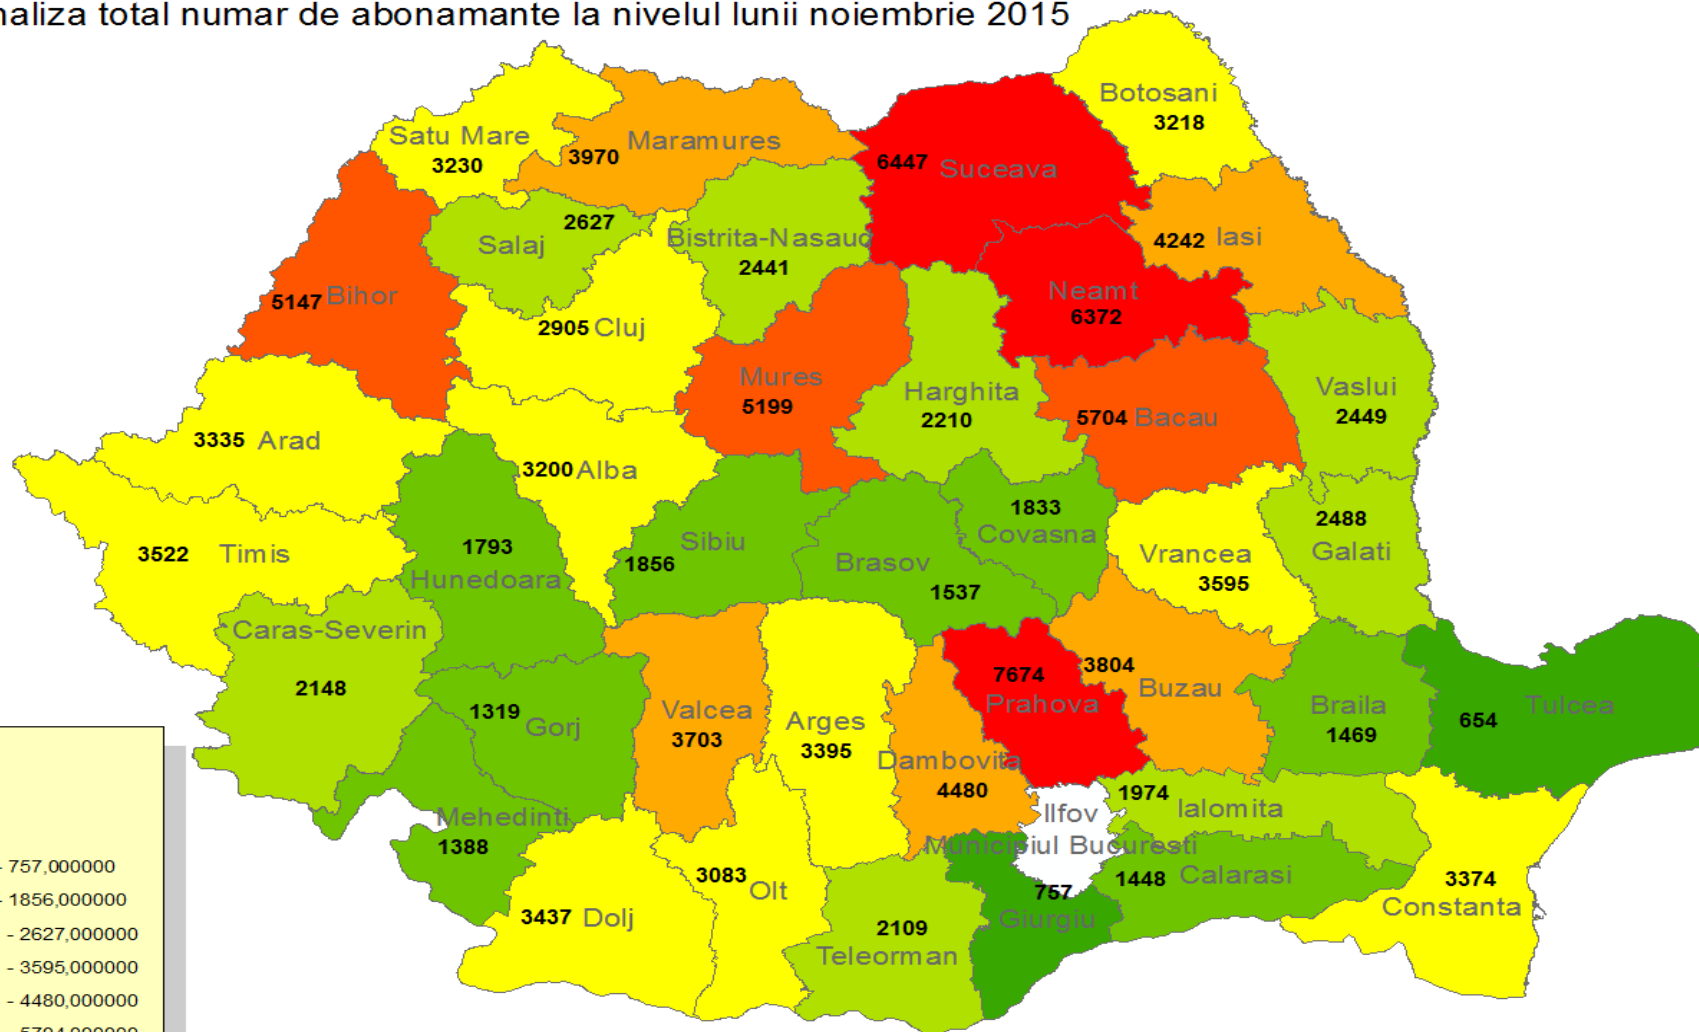 naliza total numar de abonamante la nivelul lunii noiembrie 2015
Botosani
3218
Satu Mare
3230
Maramures
3970
6447 Suceava
2627
Salaj
Bistrita-Nasaud
2441
4242 Iasi
5147 Bihor
Neamt
6372
2905 Cluj
Mures
5199
Harghita
2210
5704 Bacau
Vaslui
2449
3335 Arad
3200 Alba
1833
Covasna
2488
Galati
3522 Timis
1793
Hunedoara
Sibiu
1856
Brasov
1537
Vrancea
3595
Caras-Severin
2148
1319 Gorj
Valcea
3703
Arges
3395
7674
Prahova
3804
Buzau
Braila
1469
654 Tulcea
Dambovita
4480
1974 Ialomita
Ilfov
Municipiul Bucuresti
Mehedinti
1388
3437 Dolj
3083 Olt
2109
Teleorman
757
Giurgiu
1448 Calarasi
3374
Constanta
- 757,000000
- 1856,000000
- 2627,000000
- 3595,000000
- 4480,000000